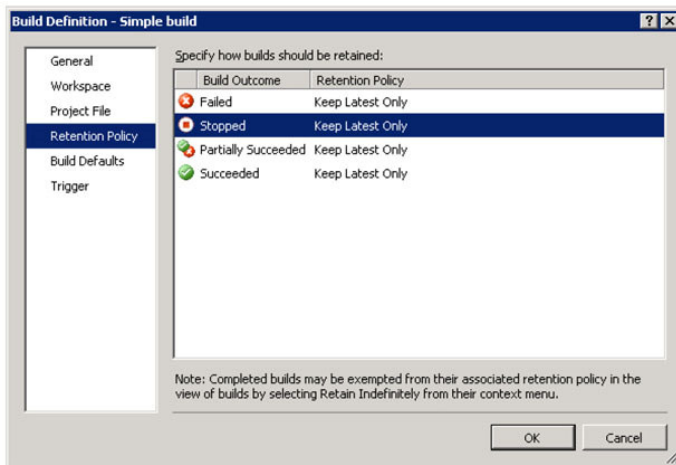 Build Definition - Simple build
General
Workspace
Project File
Retention Policy
Build Defaults
Trigger
Specify how builds should be retained:
Build Outcome Retention Policy
Failed Keep Latest Only
Stopped Keep Latest Only
Partially Succeeded Keep Latest Only
Succeeded Keep Latest Only
Note: Completed builds may be exempted from their associated retention policy in the
view of builds by selecting Retain Indefinitely from their context menu.
OK Cancel